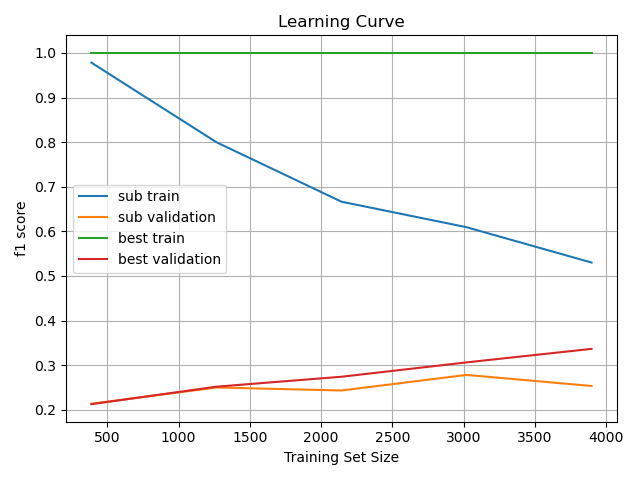 Learning Curve
1.0
0.9
0.8
0.7
0.6
0.5
0.4
0.3
0.2
f1 score
sub train
sub validation
best train
best validation
500 1000 1500 2000 2500 3000 3500 4000
Training Set Size